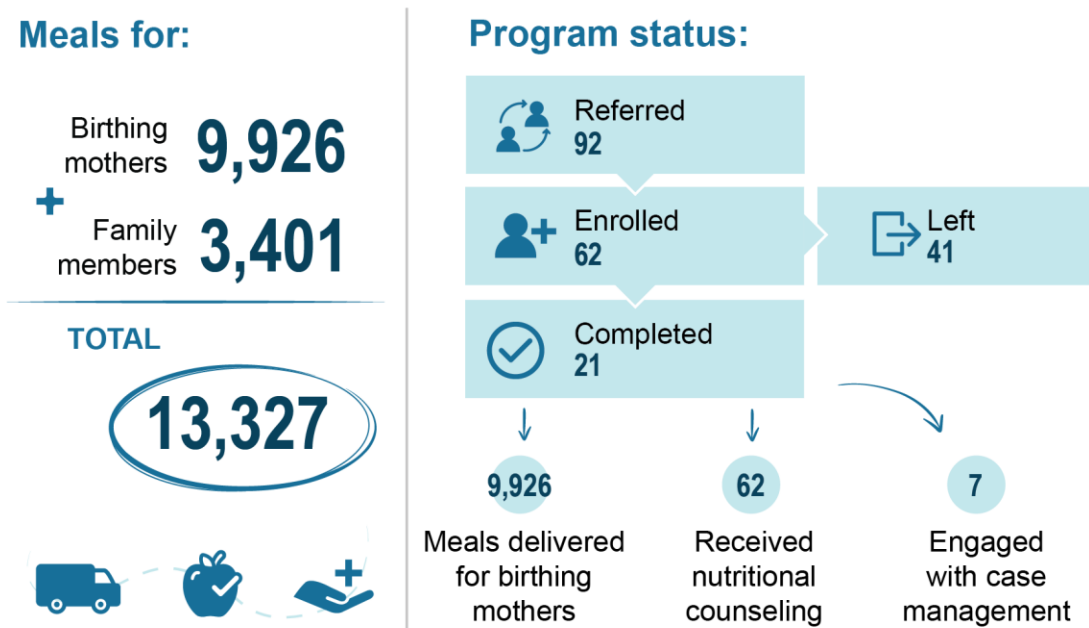 Meals for:
Birthing
mothers
9,926
+
Family
members
3,401
TOTAL
13,327
Program status:
Referred
92
Enrolled
62
Left
41
Completed
21
9,926
Meals delivered
for birthing
mothers
62
Received
nutritional
counseling
7
Engaged
with case
management